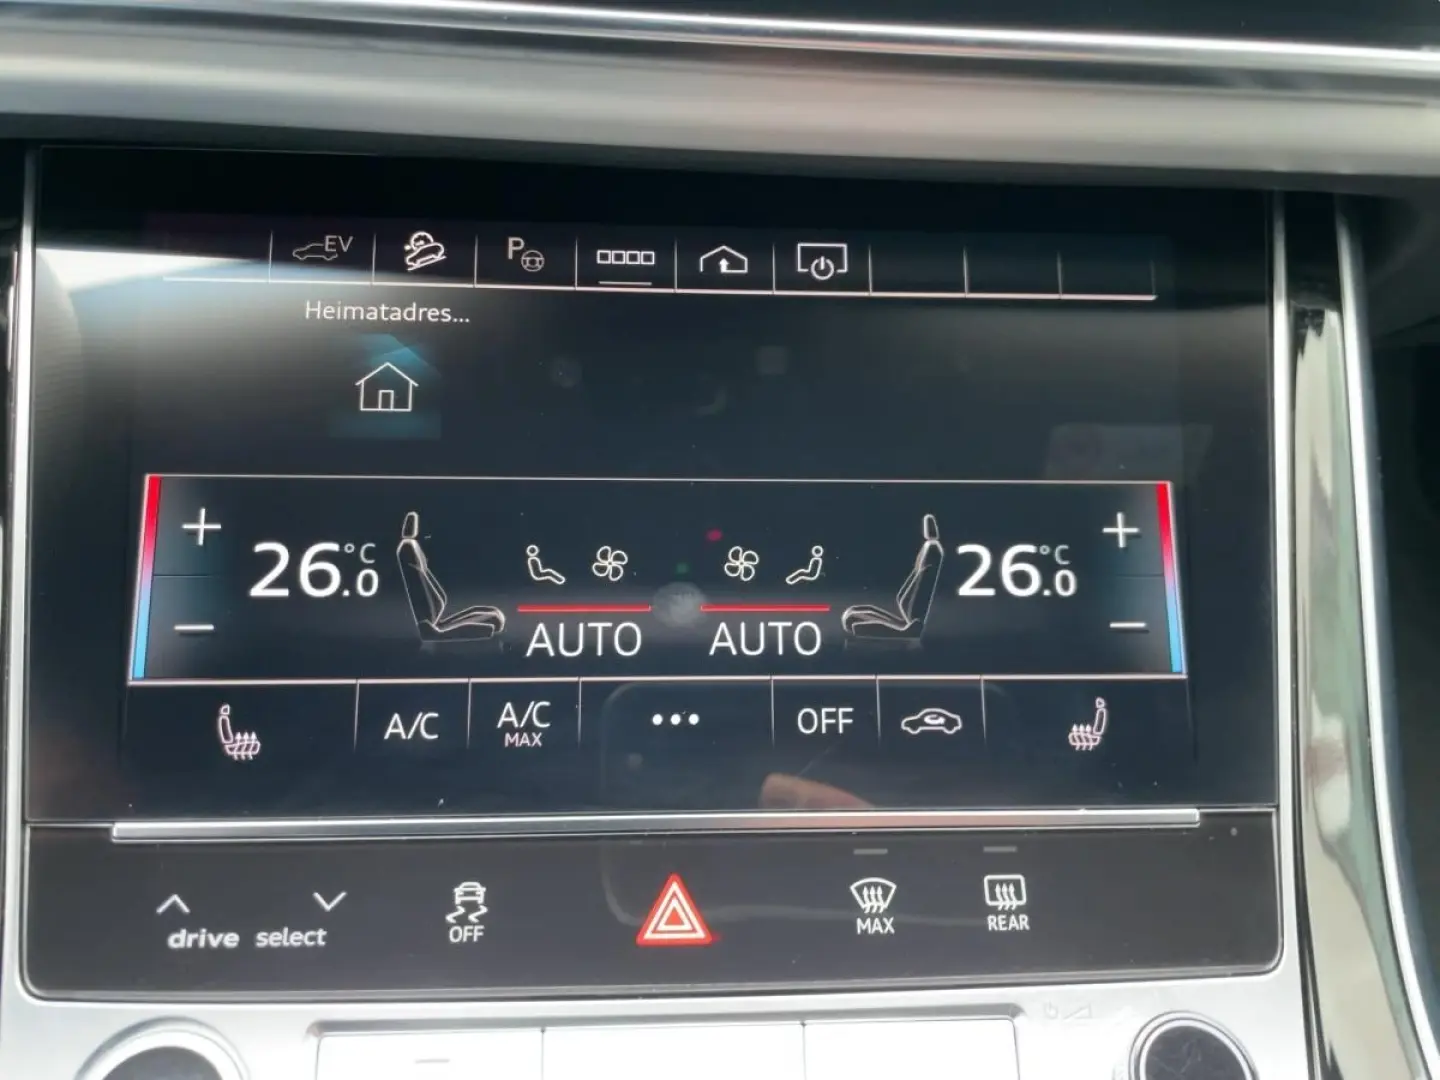 EV
P
Heimatadres...
26.0 °C
26.0 °C
AUTO
AUTO
A/C
A/C MAX
OFF
drive select
OFF
MAX
REAR